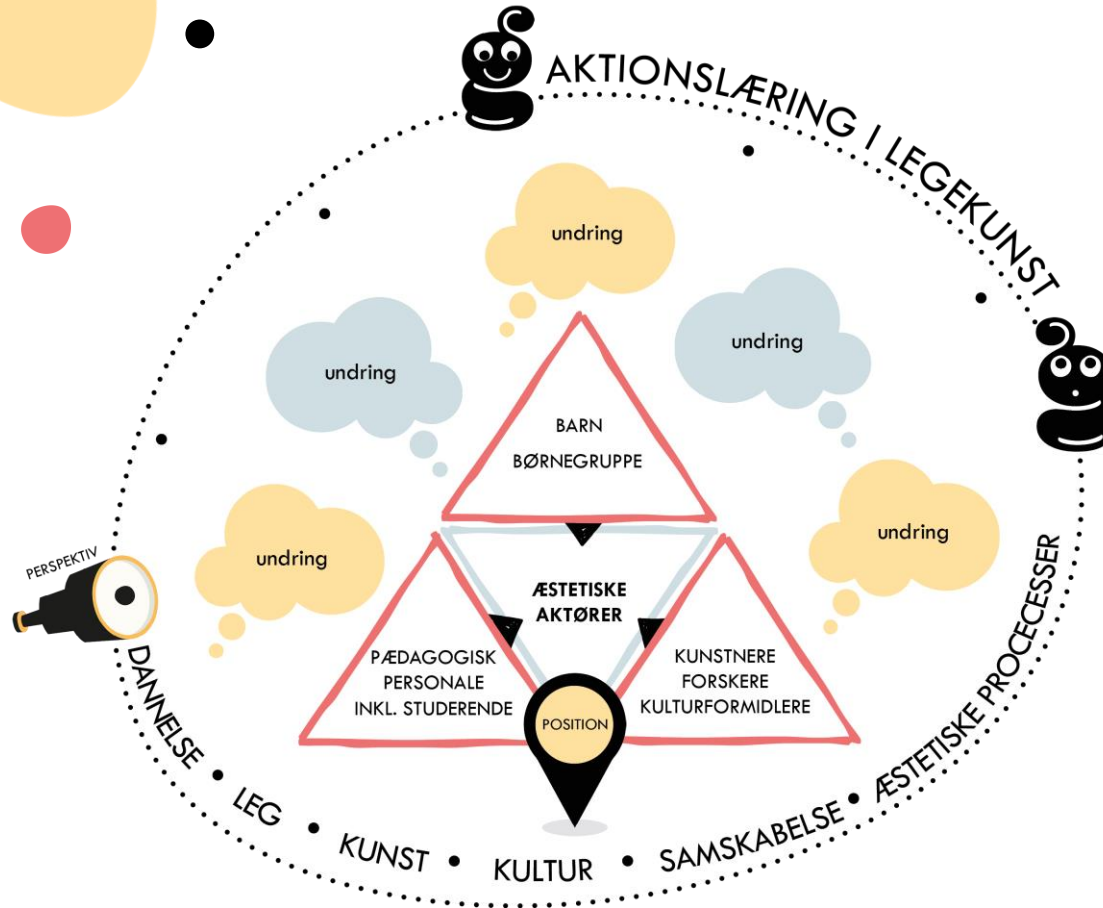 AKTIONSLÆRING I LEGEKUNST
undring
undring
undring
BARN
BØRNEGRUPPE
undring
undring
PERSPEKTIV
ÆSTETISKE
AKTØRER
PÆDAGOGISK
PERSONALE
INKL. STUDERENDE
KUNSTNERE
FORSKERE
KULTURFORMIDLERE
POSITION
DANNELSE • LEG • KUNST • KULTUR • SAMSKABELSE • ÆSTETISKE PROCECESSER